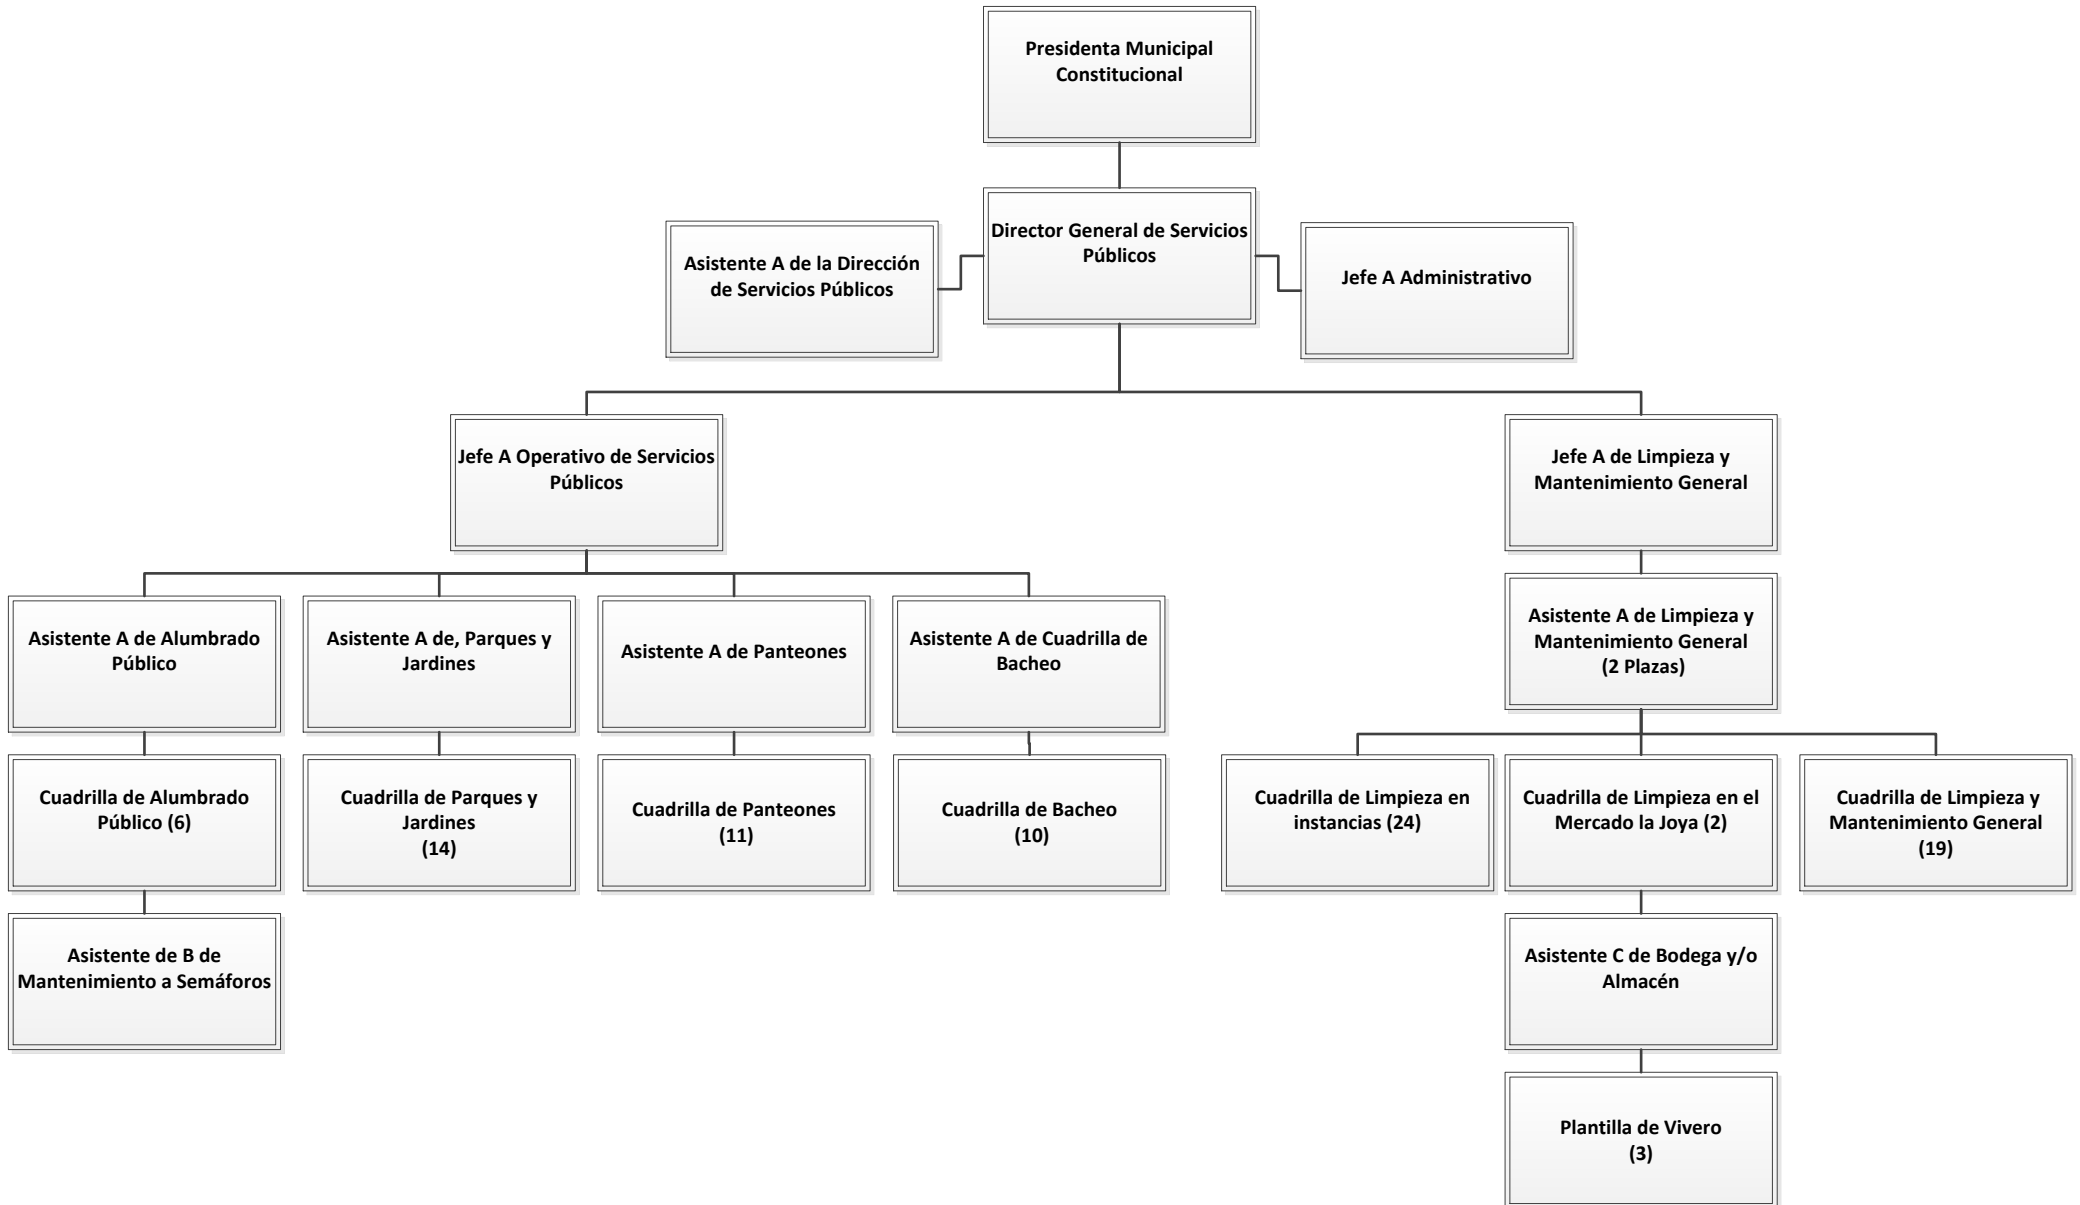 Presidenta Municipal
Constitucional
Director General de Servicios
Públicos
Asistente A de la Dirección
de Servicios Públicos
Jefe A Administrativo
Jefe A Operativo de Servicios
Públicos
Jefe A de Limpieza y
Mantenimiento General
Asistente A de Alumbrado
Público
Asistente A de, Parques y
Jardines
Asistente A de Panteones
Asistente A de Cuadrilla de
Bacheo
Asistente A de Limpieza y
Mantenimiento General
(2 Plazas)
Cuadrilla de Alumbrado
Público (6)
Cuadrilla de Parques y
Jardines
(14)
Cuadrilla de Panteones
(11)
Cuadrilla de Bacheo
(10)
Cuadrilla de Limpieza en
instancias (24)
Cuadrilla de Limpieza en el
Mercado la Joya (2)
Cuadrilla de Limpieza y
Mantenimiento General
(19)
Asistente de B de
Mantenimiento a Semáforos
Asistente C de Bodega y/o
Almacén
Plantilla de Vivero
(3)